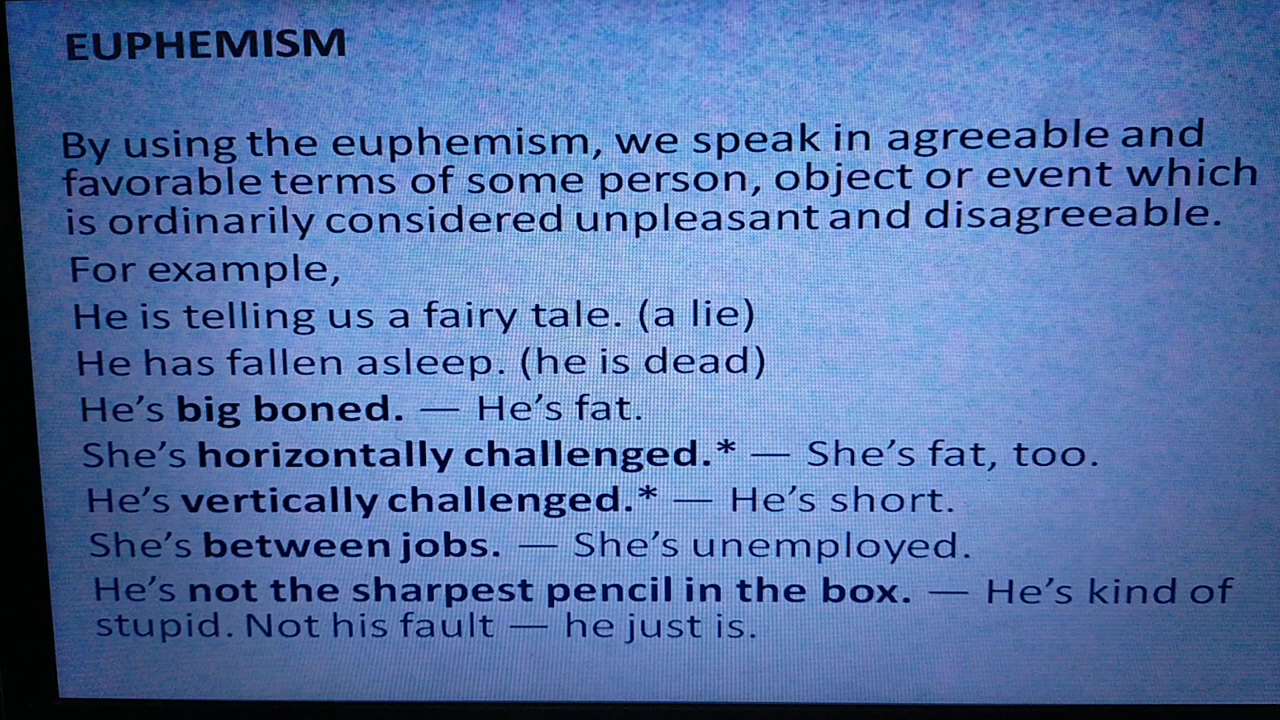 EUPHEMISM
By using the euphemism, we speak in agreeable and
favorable terms of some person, object or event which
is ordinarily considered unpleasant and disagreeable.
For example,
He is telling us a fairy tale. (a lie)
He has fallen asleep. (he is dead)
He's big boned. — He's fat.
She's horizontally challenged.* — She's fat, too.
He's vertically challenged.* — He's short.
She's between jobs. — She's unemployed.
He's not the sharpest pencil in the box. — He's kind of
stupid. Not his fault — he just is.